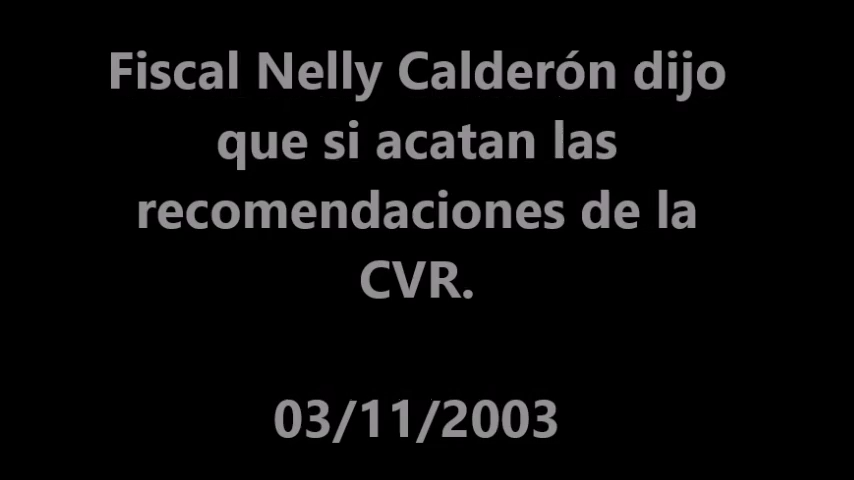 Fiscal Nelly Calderón dijo
que si acatan las
recomendaciones de la
CVR.
03/11/2003